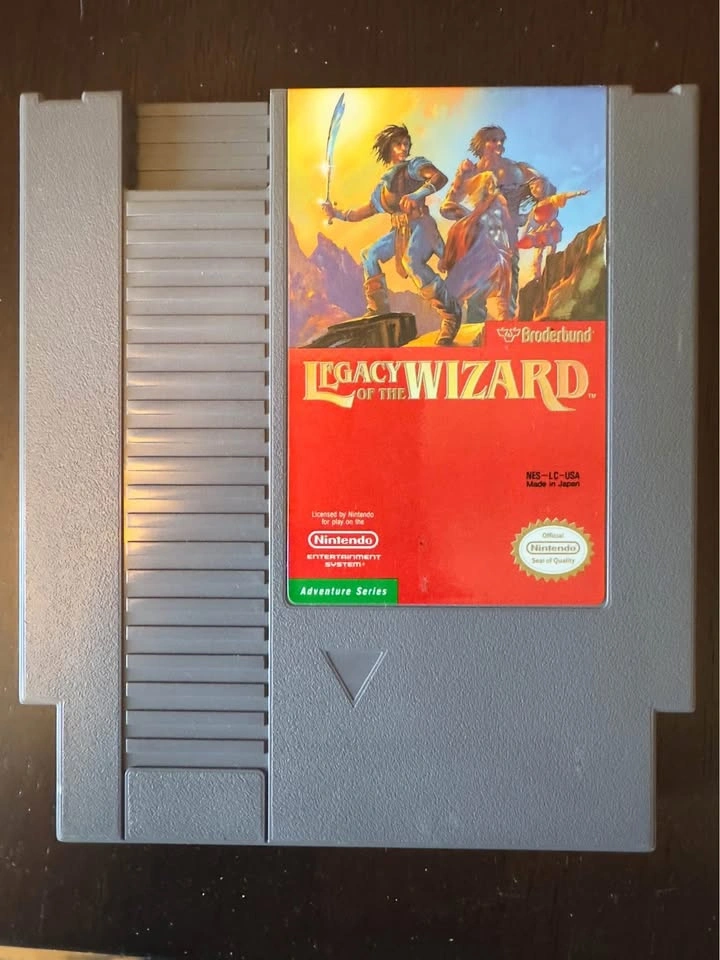 Broderbund
LEGACY
OF THE WIZARD™
NES-LC-USA
Made in Japan
Licensed by Nintendo
for play on the
Nintendo
ENTERTAINMENT
SYSTEM
Official
Nintendo
Seal of Quality
Adventure Series